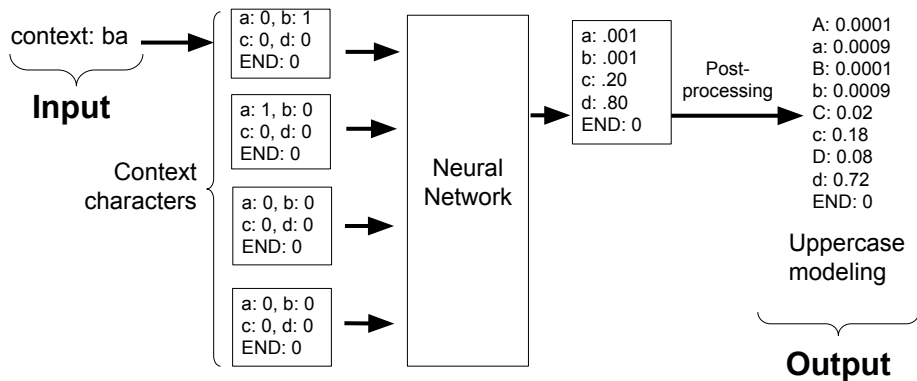 context: ba
Input
Context
characters
a: 0, b: 1
c: 0, d: 0
END: 0
a: 1, b: 0
c: 0, d: 0
END: 0
a: 0, b: 0
c: 0, d: 0
END: 0
a: 0, b: 0
c: 0, d: 0
END: 0
Neural
Network
a: .001
b: .001
c: .20
d: .80
END: 0
Post-
processing
A: 0.0001
a: 0.0009
B: 0.0001
b: 0.0009
C: 0.02
c: 0.18
D: 0.08
d: 0.72
END: 0
Uppercase
modeling
Output